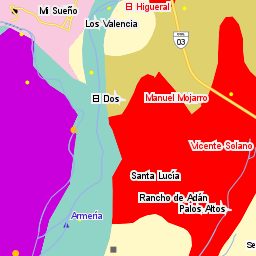 El Higueral
Mi Sueño
Los Valencia
03
El Dos
Manuel Mojarro
Vicente Solano
Santa Lucía
Rancho de Adán
Palos Altos
Armería
Se